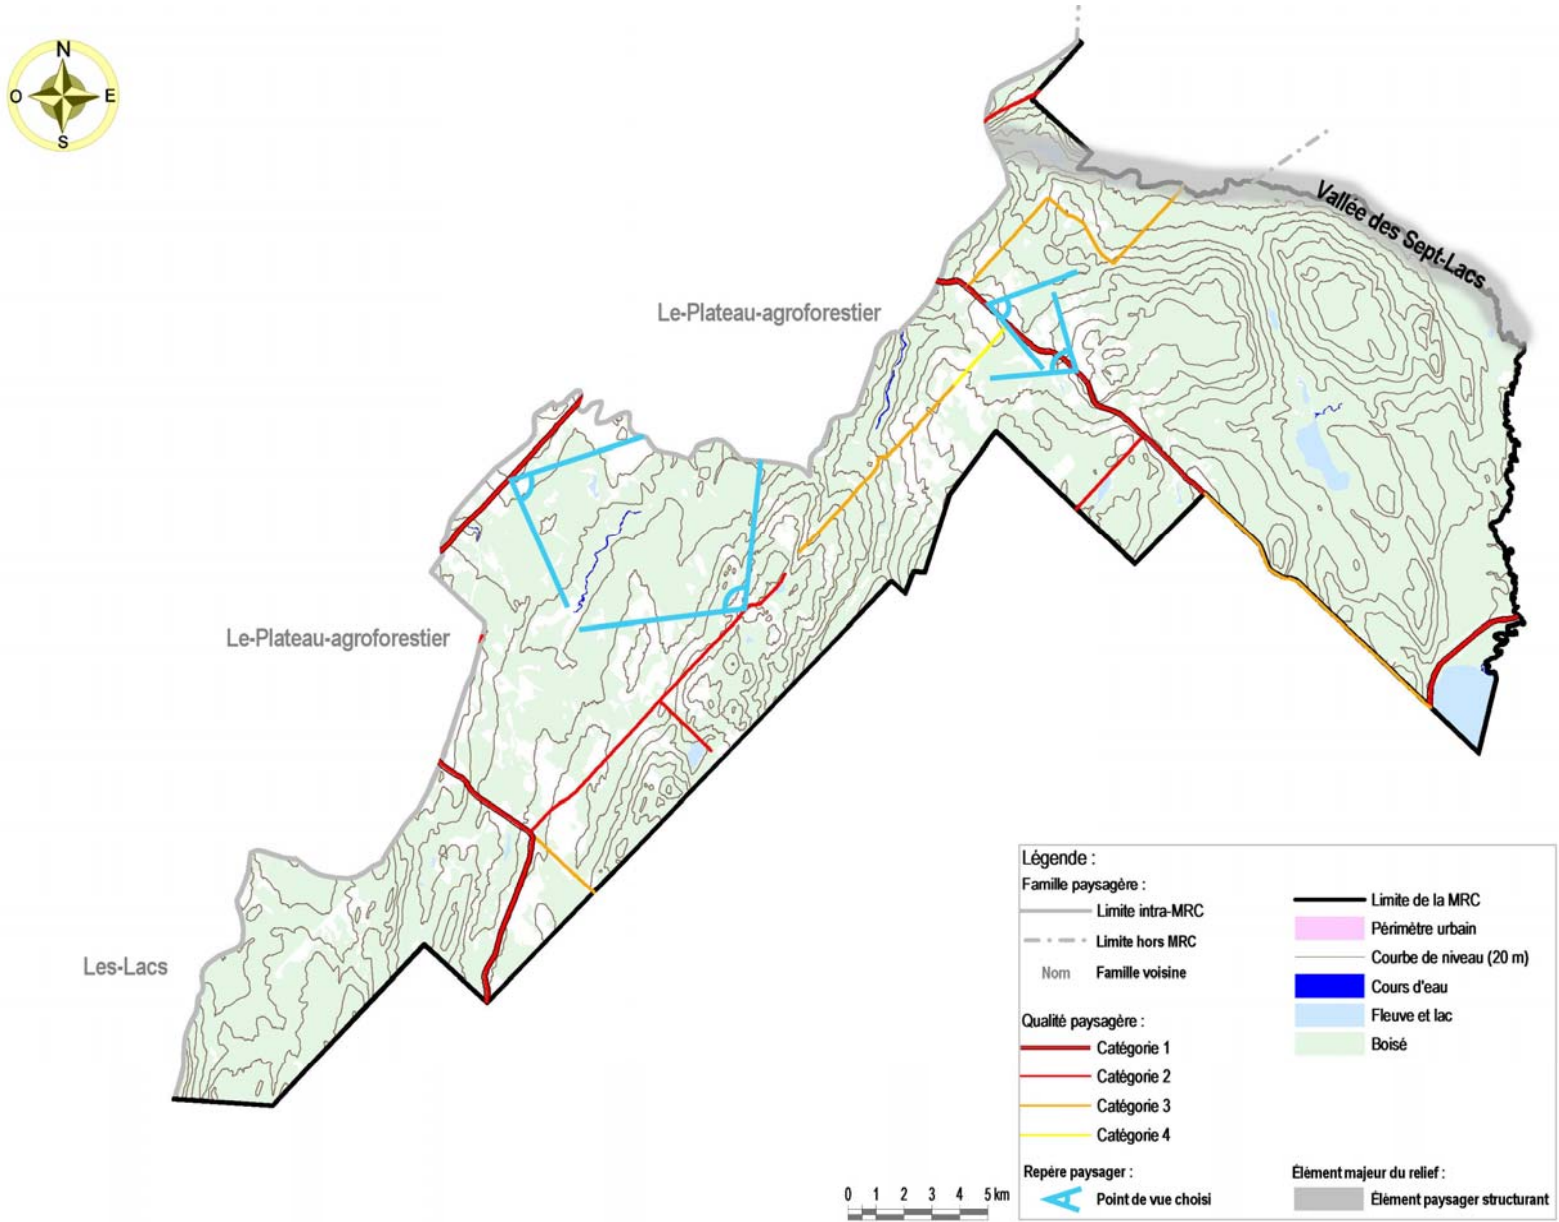 N
O
E
S
Vallée des Sept-Lacs
Le-Plateau-agroforestier
Le-Plateau-agroforestier
Les-Lacs
Légende :
Famille paysagère :
Limite intra-MRC
Limite hors MRC
Nom Famille voisine
Qualité paysagère :
Catégorie 1
Catégorie 2
Catégorie 3
Catégorie 4
Repère paysager :
Point de vue choisi
Limite de la MRC
Périmètre urbain
Courbe de niveau (20 m)
Cours d'eau
Fleuve et lac
Boisé
Élément majeur du relief :
Élément paysager structurant
0 1 2 3 4 5 km